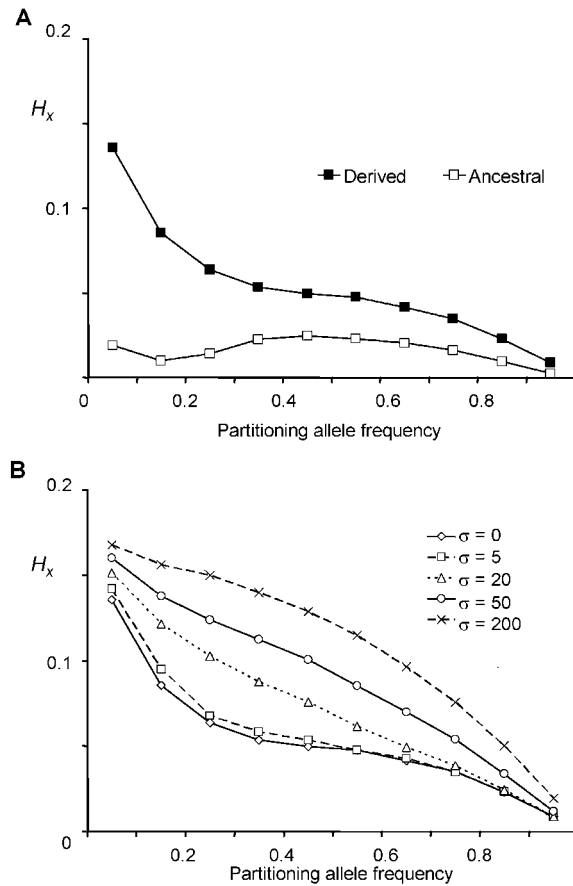 A
0.2
Hx
Derived
Ancestral
0.1
0 0.2 0.4 0.6 0.8
Partitioning allele frequency
B
0.2
Hx
σ = 0
σ = 5
σ = 20
σ = 50
σ = 200
0.1
0
0.2 0.4 0.6 0.8
Partitioning allele frequency